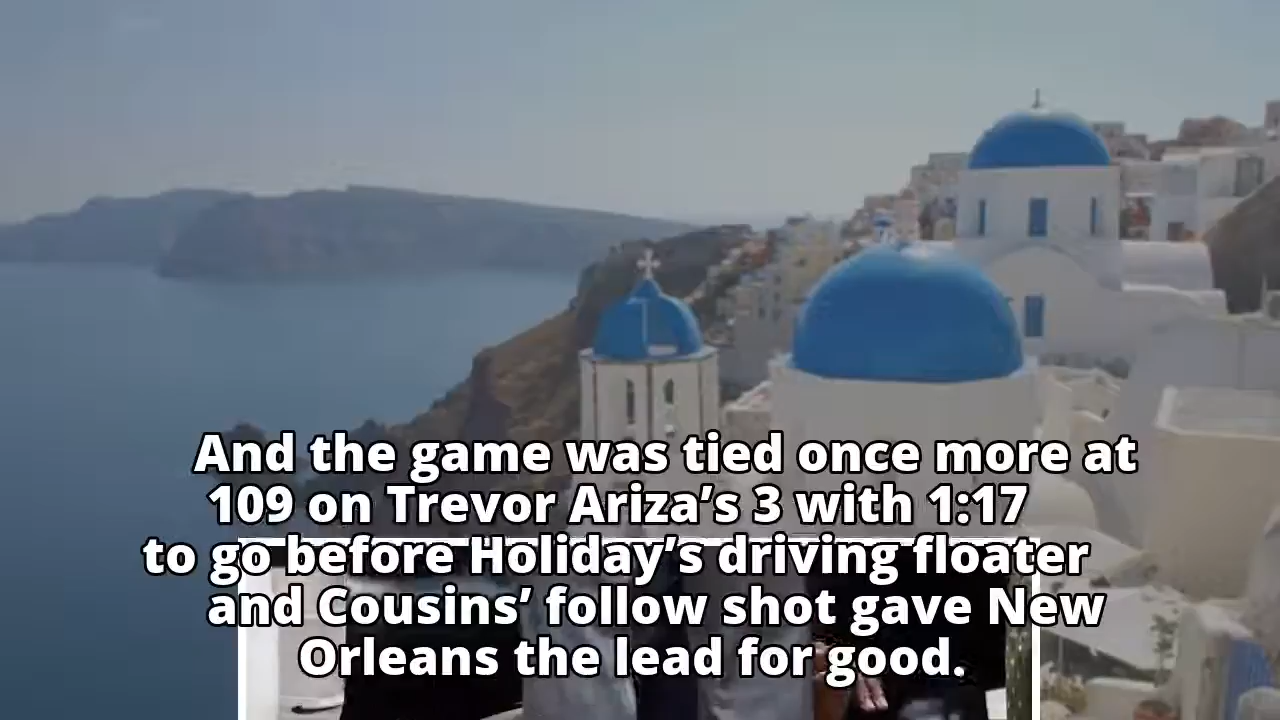 And the game was tied once more at
109 on Trevor Ariza’s 3 with 1:17
to go before Holiday’s driving floater
and Cousins’ follow shot gave New
Orleans the lead for good.